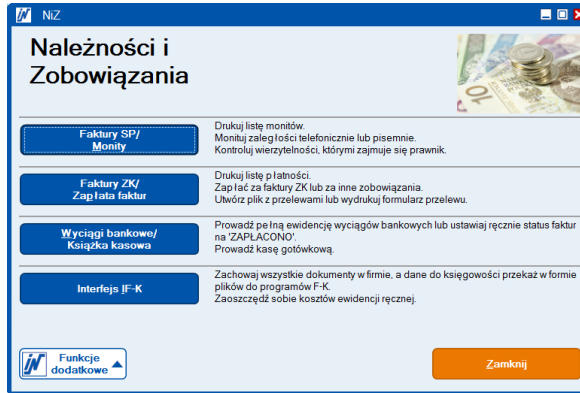 NiZ
Należności i
Zobowiązania
10
Faktury SP/
Monity
Drukuj listę monitów.
Monituj zaległości telefonicznie lub pisemnie.
Kontroluj wierzytelności, którymi zajmuje się prawnik.
Faktury ZK/
Zapłata faktur
Drukuj listę płatności.
Zapłać za faktury ZK lub za inne zobowiązania.
Utwórz plik z przelewami lub wydrukuj formularz przelewu.
Wyciągi bankowe/
Książka kasowa
Prowadź pełną ewidencję wyciągów bankowych lub ustawiaj ręcznie status faktur
na 'ZAPŁACONO'.
Prowadź kasę gotówkową.
Interfejs IF-K
Zachowaj wszystkie dokumenty w firmie, a dane do księgowości przekaż w formie
plików do programów F-K.
Zaoszczędź sobie kosztów ewidencji ręcznej.
Funkcje
dodatkowe
Zamknij